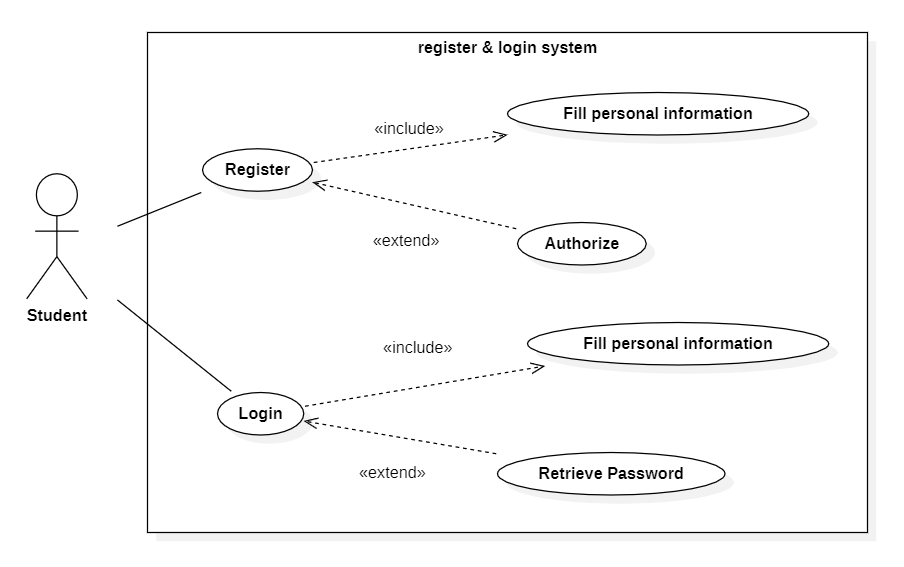 register & login system
Fill personal information
«include»
Register
Authorize
«extend»
Student
Fill personal information
«include»
Login
Retrieve Password
«extend»